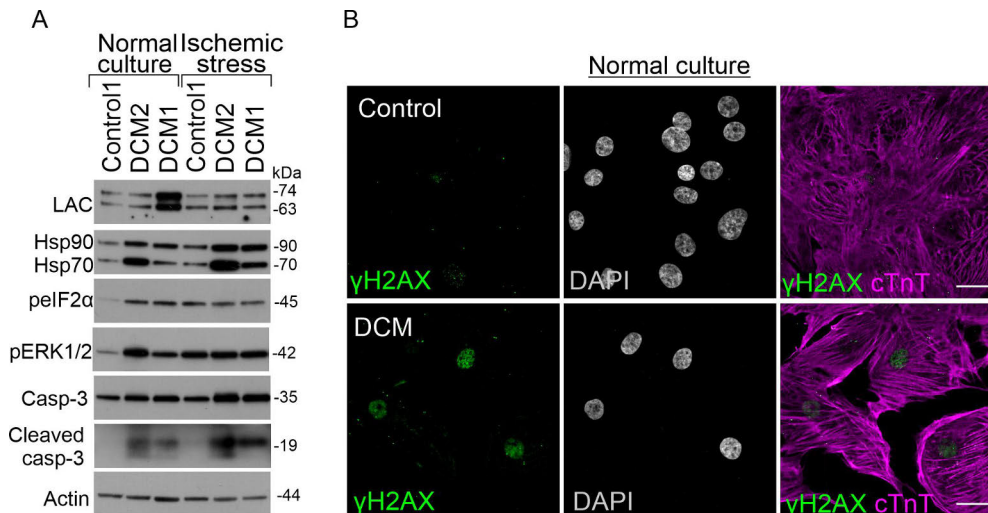 A
Normal culture
Ischemic stress
Control1
DCM2
DCM1
Control1
DCM2
DCM1
kDa
LAC
-74
-63
Hsp90
-90
Hsp70
-70
peIF2α
-45
pERK1/2
-42
Casp-3
-35
Cleaved casp-3
-19
Actin
-44
B
Normal culture
Control
γH2AX
DAPI
γH2AX cTnT
DCM
γH2AX
DAPI
γH2AX cTnT